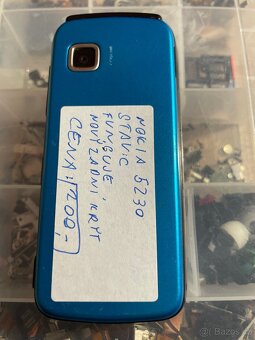 NOKIA 5230
STAV:C
FUNGUJE
NOVÝ ZADNÍ KRYT
CENA: 1200,-